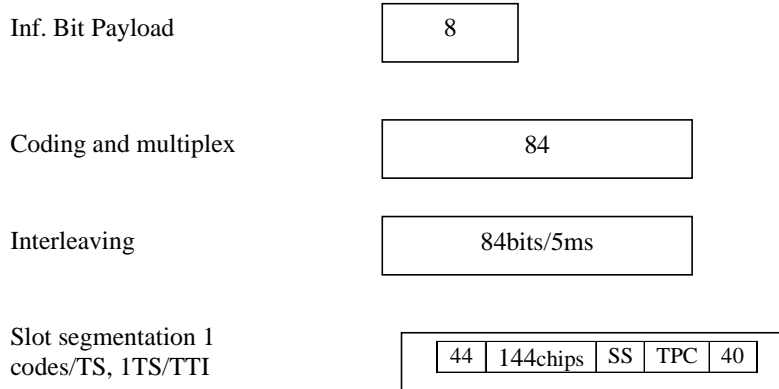 Inf. Bit Payload 8
Coding and multiplex 84
Interleaving 84bits/5ms
Slot segmentation 1
codes/TS, 1TS/TTI
44 144chips SS TPC 40